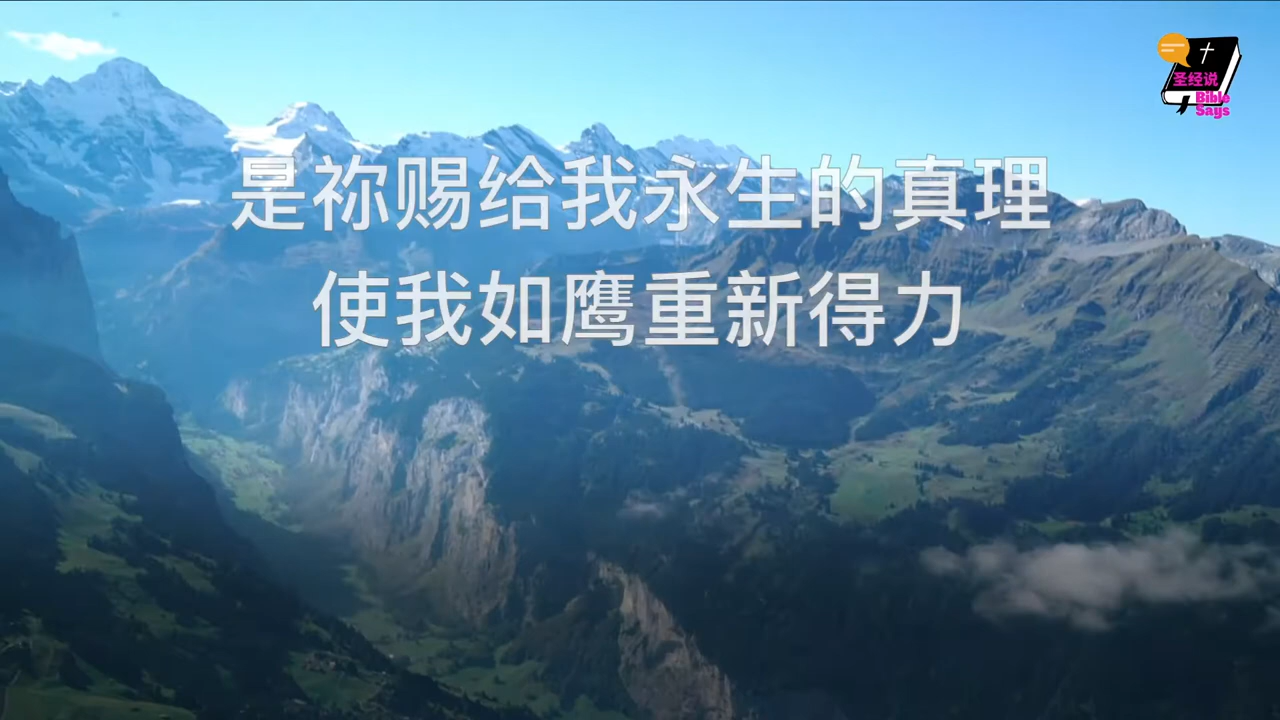 是祢赐给我永生的真理
使我如鹰重新得力
圣经说
Bible
Says